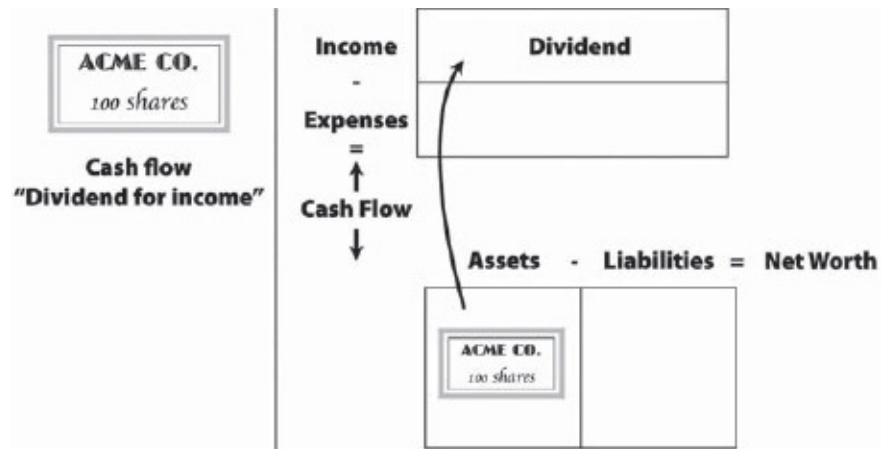 ACME CO.
100 shares
Cash flow
"Dividend for income"
Income
-
Expenses
=
Cash Flow
Dividend
Assets - Liabilities = Net Worth
ACME CO.
100 shares